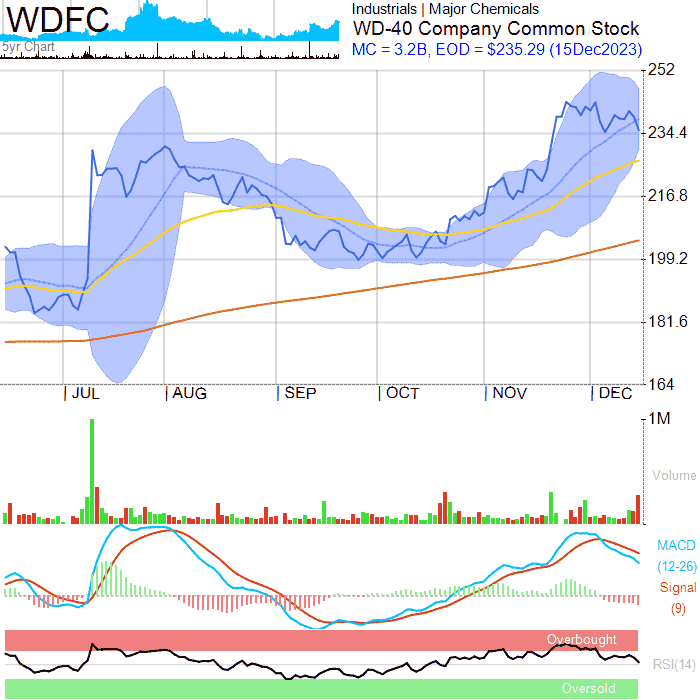 WDFC
5yr Chart
Industrials | Major Chemicals
WD-40 Company Common Stock
MC = 3.2B, EOD = $235.29 (15Dec2023)
252
234.4
216.8
199.2
181.6
164
JUL AUG SEP OCT NOV DEC
1M
Volume
MACD
(12-26)
Signal
(9)
Overbought
RSI(14)
Oversold